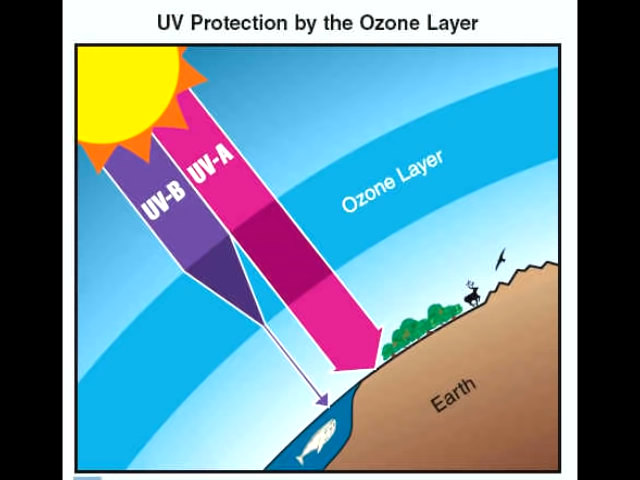 UV Protection by the Ozone Layer
UV-B
UV-A
Ozone Layer
Earth